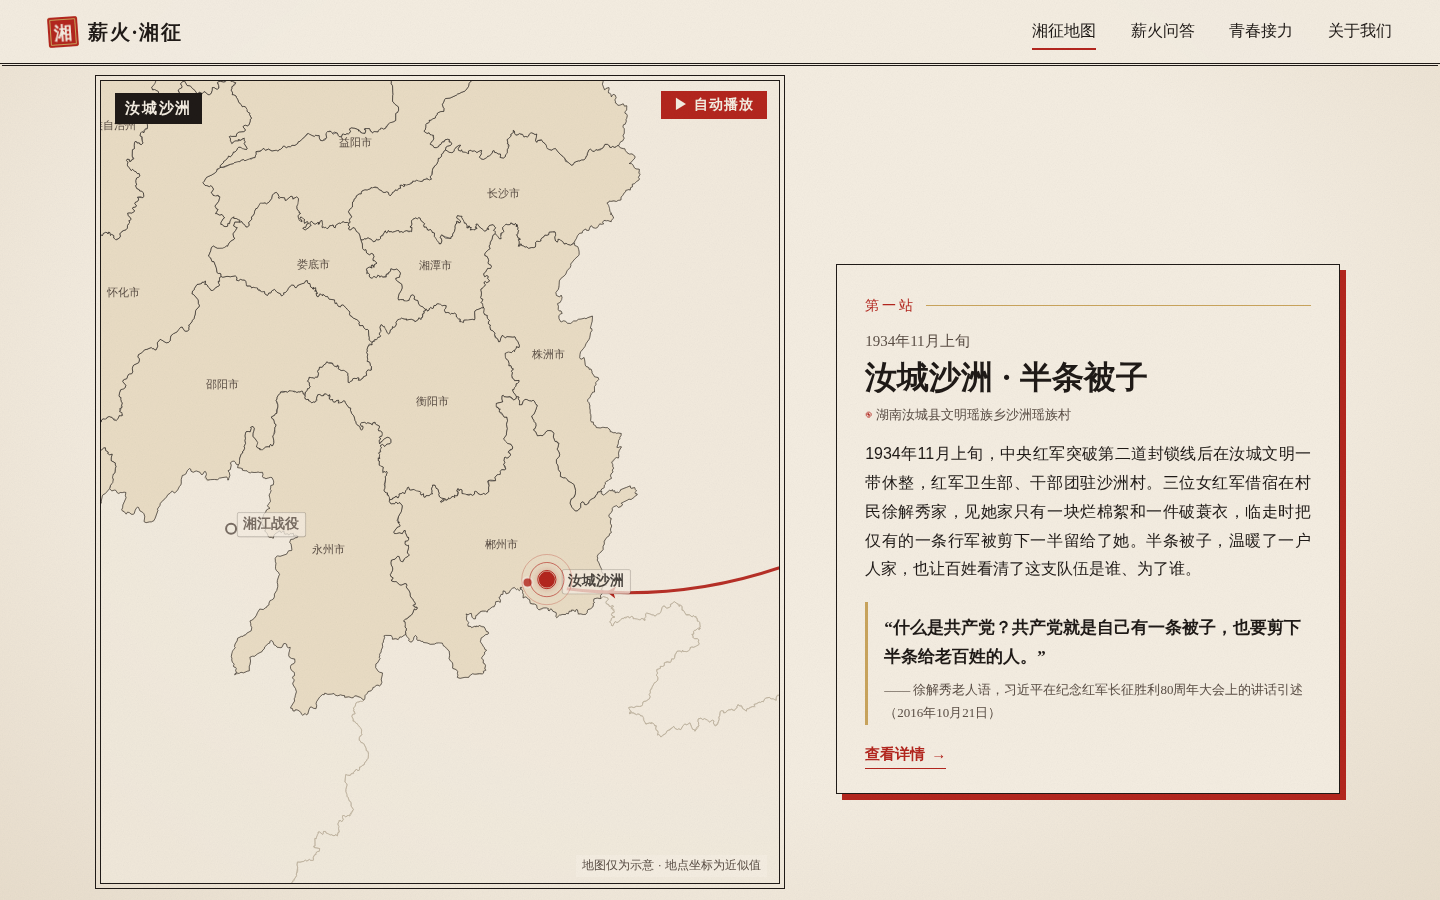 湘
薪火·湘征
湘征地图
薪火问答
青春接力
关于我们
汝城沙洲
▶ 自动播放
自治州
益阳市
长沙市
娄底市
湘潭市
怀化市
株洲市
邵阳市
衡阳市
湘江战役
永州市
郴州市
汝城沙洲
地图仅为示意 · 地点坐标为近似值
第一站
1934年11月上旬
汝城沙洲 · 半条被子
湖南汝城县文明瑶族乡沙洲瑶族村
1934年11月上旬，中央红军突破第二道封锁线后在汝城文明一
带休整，红军卫生部、干部团驻沙洲村。三位女红军借宿在村
民徐解秀家，见她家只有一块烂棉絮和一件破蓑衣，临走时把
仅有的一条行军被剪下一半留给了她。半条被子，温暖了一户
人家，也让百姓看清了这支队伍是谁、为了谁。
“什么是共产党？共产党就是自己有一条被子，也要剪下
半条给老百姓的人。”
—— 徐解秀老人语，习近平在纪念红军长征胜利80周年大会上的讲话引述
（2016年10月21日）
查看详情 →